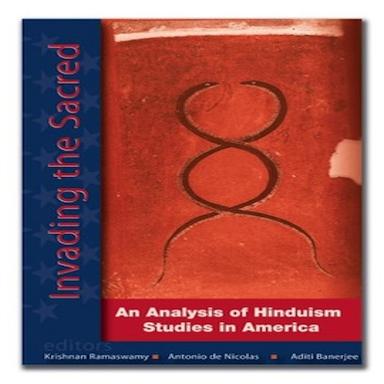 Invading the Sacred
An Analysis of Hinduism
Studies in America
editors
Krishnan Ramaswamy ■ Antonio de Nicolas ■ Aditi Banerjee